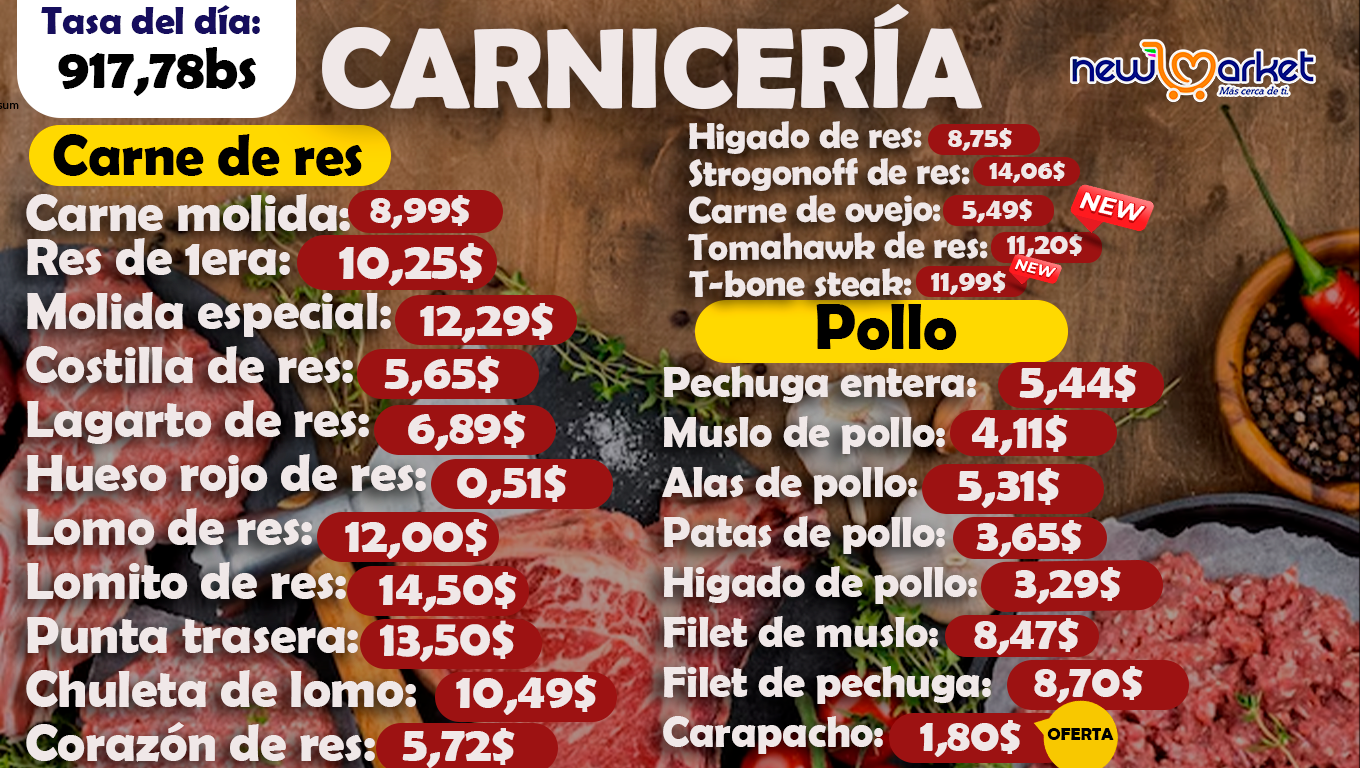 Tasa del día:
917,78bs
sum
CARNICERÍA
new Market
Más cerca de ti.
Carne de res
Carne molida: 8,99$
Res de 1era: 10,25$
Molida especial: 12,29$
Costilla de res: 5,65$
Lagarto de res: 6,89$
Hueso rojo de res: 0,51$
Lomo de res: 12,00$
Lomito de res: 14,50$
Punta trasera: 13,50$
Chuleta de lomo: 10,49$
Corazón de res: 5,72$
Higado de res: 8,75$
Strogonoff de res: 14,06$
Carne de ovejo: 5,49$
NEW
Tomahawk de res: 11,20$
T-bone steak: 11,99$
NEW
Pollo
Pechuga entera: 5,44$
Muslo de pollo: 4,11$
Alas de pollo: 5,31$
Patas de pollo: 3,65$
Higado de pollo: 3,29$
Filet de muslo: 8,47$
Filet de pechuga: 8,70$
Carapacho: 1,80$
OFERTA